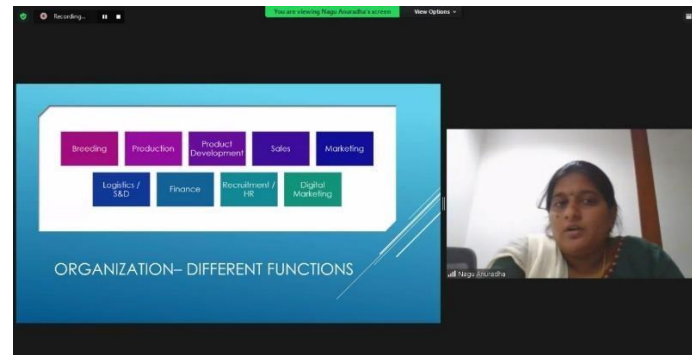 Recording...
You are viewing Nagu Anuradha's screen
View Options
Breeding
Production
Product
Development
Sales
Marketing
Logistics /
S&D
Finance
Recruitment /
HR
Digital
Marketing
ORGANIZATION– DIFFERENT FUNCTIONS
Nagu Anuradha